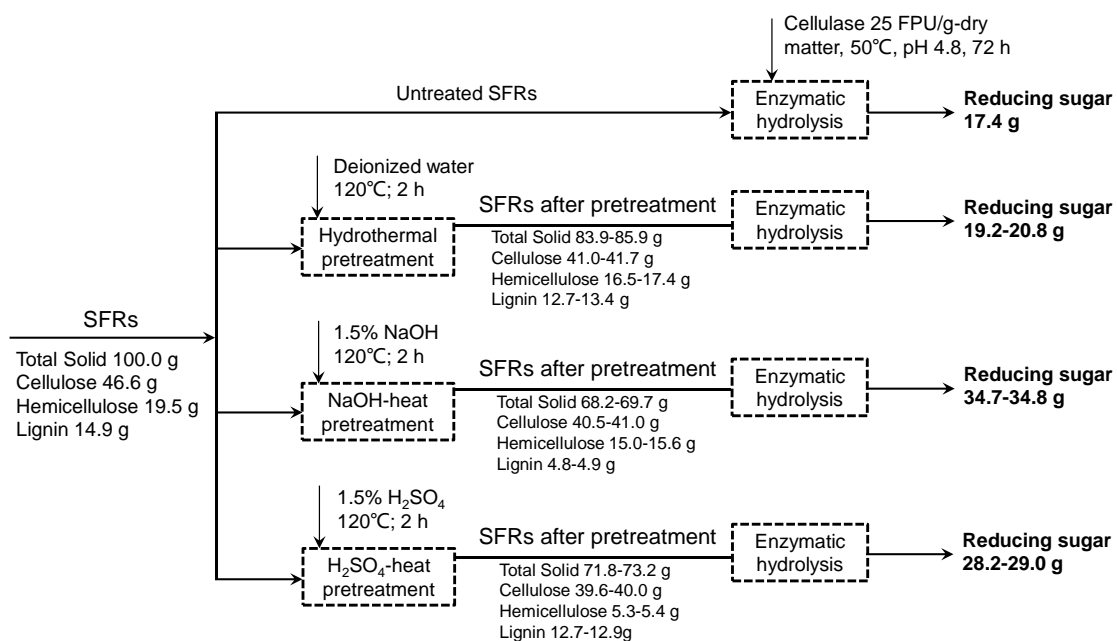 Cellulase 25 FPU/g-dry
matter, 50℃, pH 4.8, 72 h
Untreated SFRs
Enzymatic
hydrolysis
Reducing sugar
17.4 g
Deionized water
120℃; 2 h
Hydrothermal
pretreatment
SFRs after pretreatment
Total Solid 83.9-85.9 g
Cellulose 41.0-41.7 g
Hemicellulose 16.5-17.4 g
Lignin 12.7-13.4 g
Enzymatic
hydrolysis
Reducing sugar
19.2-20.8 g
SFRs
Total Solid 100.0 g
Cellulose 46.6 g
Hemicellulose 19.5 g
Lignin 14.9 g
1.5% NaOH
120℃; 2 h
NaOH-heat
pretreatment
SFRs after pretreatment
Total Solid 68.2-69.7 g
Cellulose 40.5-41.0 g
Hemicellulose 15.0-15.6 g
Lignin 4.8-4.9 g
Enzymatic
hydrolysis
Reducing sugar
34.7-34.8 g
1.5% H₂SO₄
120℃; 2 h
H₂SO₄-heat
pretreatment
SFRs after pretreatment
Total Solid 71.8-73.2 g
Cellulose 39.6-40.0 g
Hemicellulose 5.3-5.4 g
Lignin 12.7-12.9g
Enzymatic
hydrolysis
Reducing sugar
28.2-29.0 g